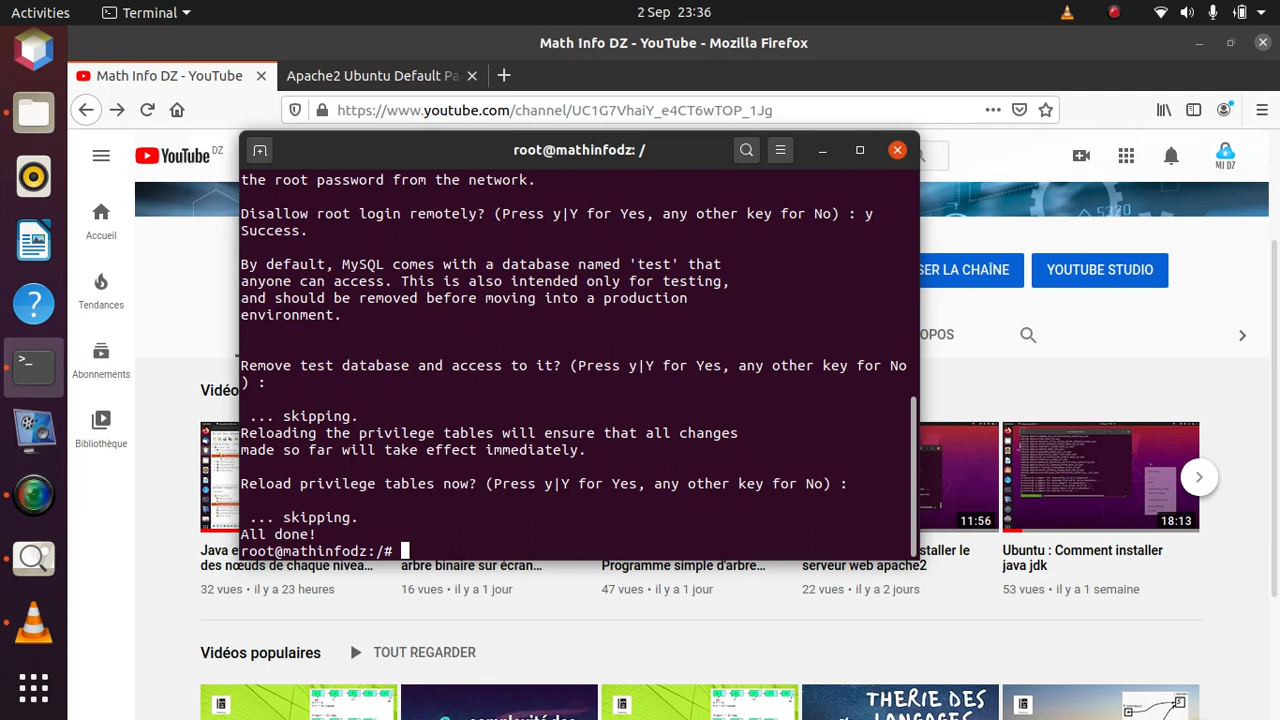 Activities
Terminal
2 Sep 23:36
Math Info DZ - YouTube - Mozilla Firefox
Math Info DZ - YouTube
Apache2 Ubuntu Default Pa
https://www.youtube.com/channel/UC1G7VhaiY_e4CT6wTOP_1Jg
root@mathinfodz: /
YouTube DZ
MI DZ
the root password from the network.
Disallow root login remotely? (Press y|Y for Yes, any other key for No) : y
Success.
By default, MySQL comes with a database named 'test' that
anyone can access. This is also intended only for testing,
and should be removed before moving into a production
environment.
Remove test database and access to it? (Press y|Y for Yes, any other key for No
) :
... skipping.
Reloading the privilege tables will ensure that all changes
made so far will take effect immediately.
Reload privilege tables now? (Press y|Y for Yes, any other key for No) :
... skipping.
All done!
root@mathinfodz:/#
5320
Accueil
Tendances
Abonnements
Bibliothèque
SER LA CHAÎNE
YOUTUBE STUDIO
OPOS
Vidéo
11:56
18:13
Java e
des nœuds de chaque nivea...
32 vues • il y a 23 heures
arbre binaire sur écran...
16 vues • il y a 1 jour
Programme simple d'arbre...
47 vues • il y a 1 jour
nstaller le
serveur web apache2
22 vues • il y a 2 jours
Ubuntu : Comment installer
java jdk
53 vues • il y a 1 semaine
Vidéos populaires
TOUT REGARDER
THERIE DES